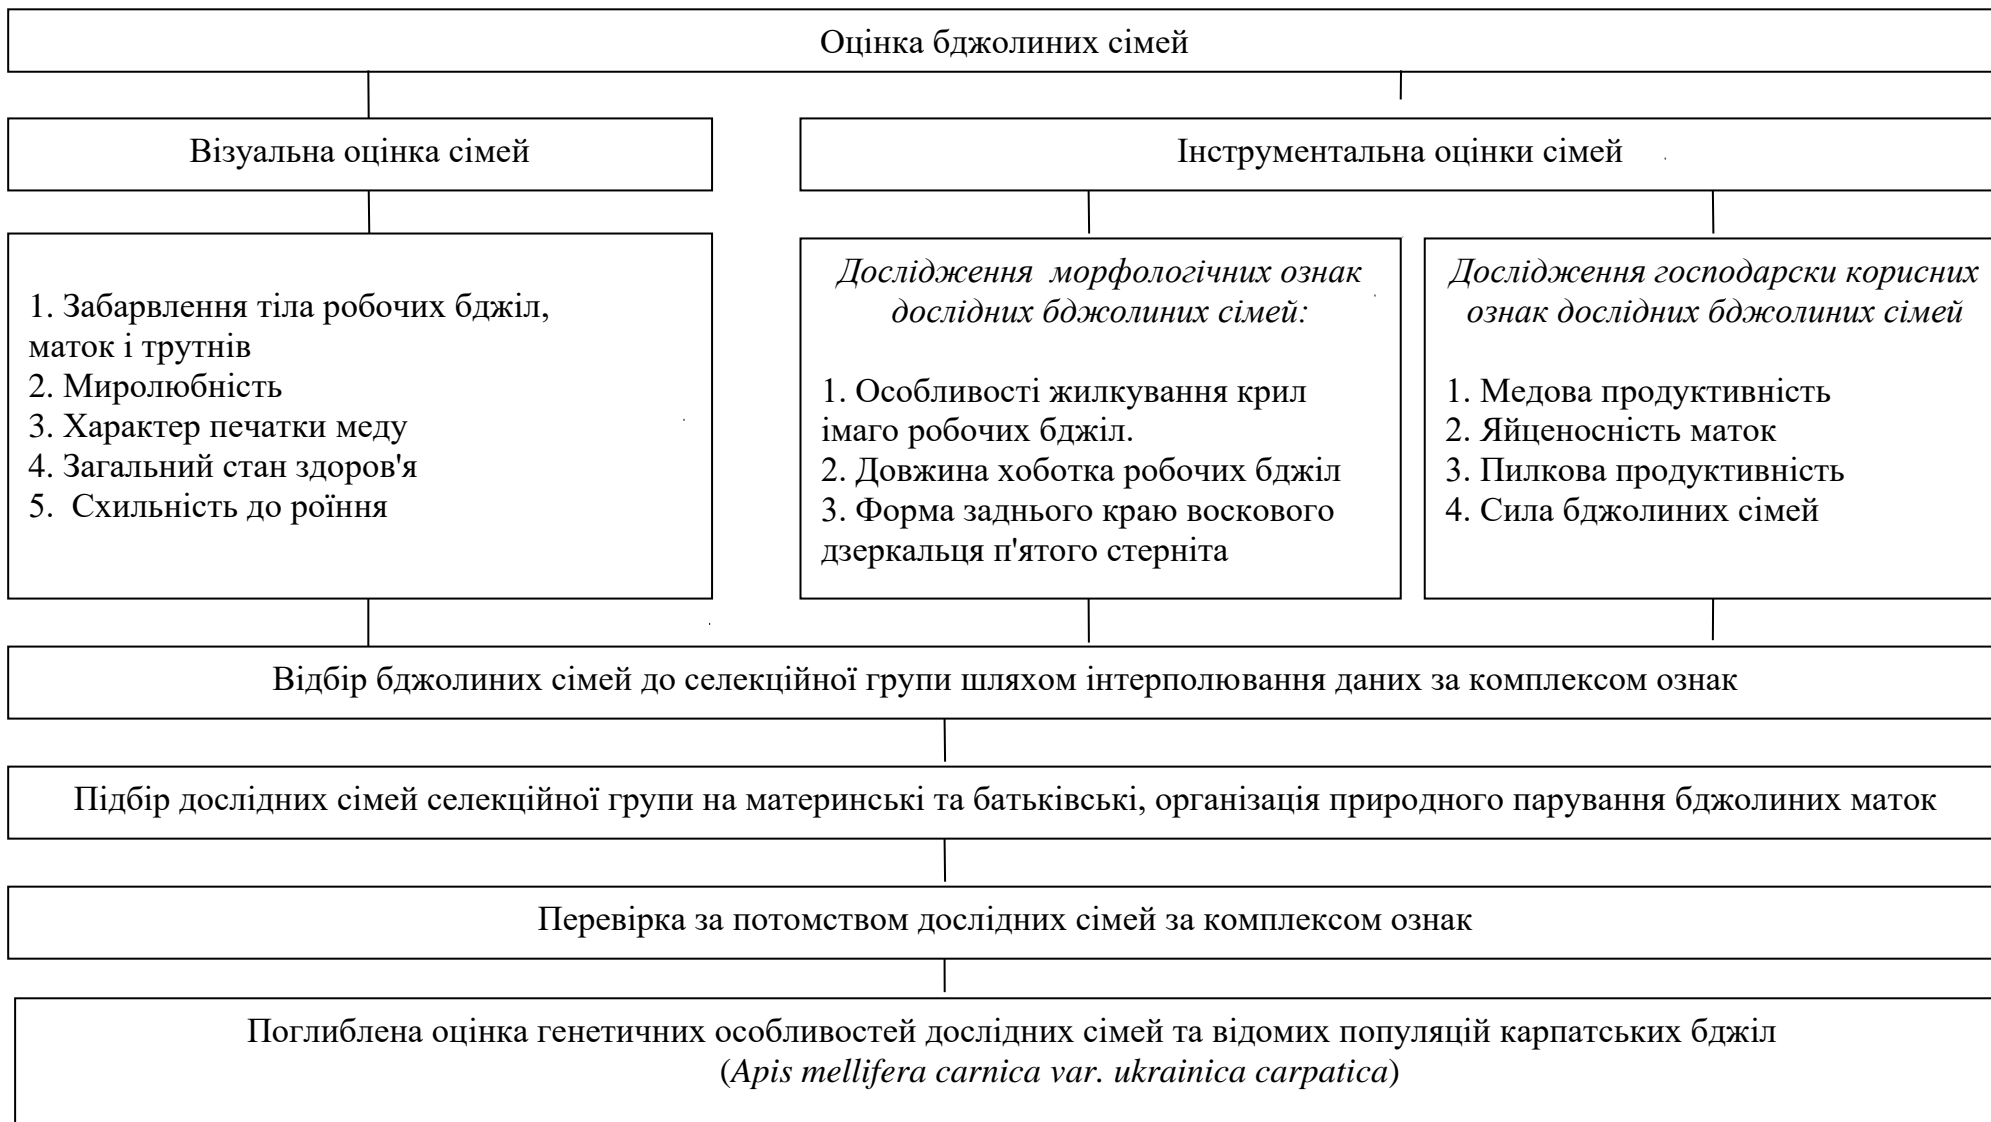 Оцінка бджолиних сімей
Візуальна оцінка сімей
Інструментальна оцінки сімей
1. Забарвлення тіла робочих бджіл,
маток і трутнів
2. Миролюбність
3. Характер печатки меду
4. Загальний стан здоров'я
5. Схильність до роїння
Дослідження морфологічних ознак
дослідних бджолиних сімей:
1. Особливості жилкування крил
імаго робочих бджіл.
2. Довжина хоботка робочих бджіл
3. Форма заднього краю воскового
дзеркальця п'ятого стерніта
Дослідження господарски корисних
ознак дослідних бджолиних сімей
1. Медова продуктивність
2. Яйценосність маток
3. Пилкова продуктивність
4. Сила бджолиних сімей
Відбір бджолиних сімей до селекційної групи шляхом інтерполювання даних за комплексом ознак
Підбір дослідних сімей селекційної групи на материнські та батьківські, організація природного парування бджолиних маток
Перевірка за потомством дослідних сімей за комплексом ознак
Поглиблена оцінка генетичних особливостей дослідних сімей та відомих популяцій карпатських бджіл
(Apis mellifera carnica var. ukrainica carpatica)